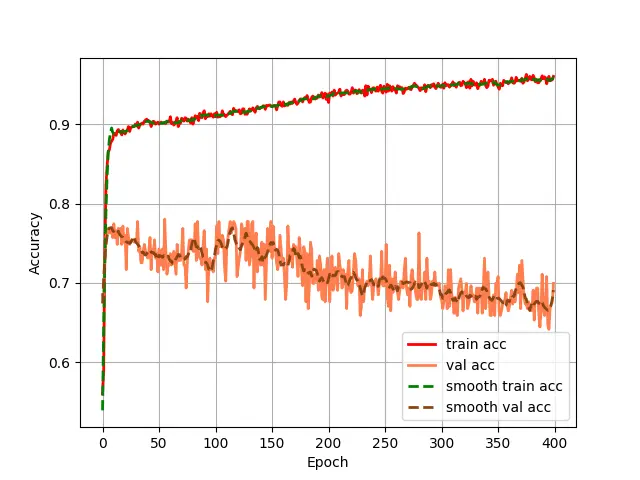 0.9
0.8
0.7
0.6
Accuracy
0
50
100
150
200
250
300
350
400
Epoch
train acc
val acc
smooth train acc
smooth val acc